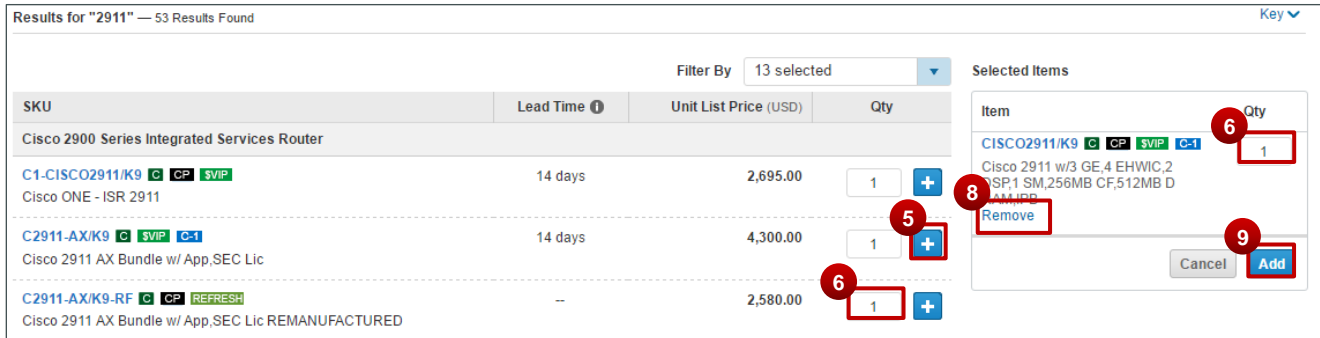 Results for "2911" — 53 Results Found
Key
Filter By 13 selected
Selected Items
SKU Lead Time Unit List Price (USD) Qty
Item Qty
Cisco 2900 Series Integrated Services Router
6
CISCO2911/K9 C CP $VIP C-1
1
Cisco 2911 w/3 GE,4 EHWIC,2
DSP,1 SM,256MB CF,512MB D
8
Remove
C1-CISCO2911/K9 C CP $VIP
14 days 2,695.00 1 +
Cisco ONE - ISR 2911
5
C2911-AX/K9 C $VIP C-1
14 days 4,300.00 1 +
Cisco 2911 AX Bundle w/ App,SEC Lic
9
Cancel Add
6
C2911-AX/K9-RF C CP REFRESH
-- 2,580.00 1 +
Cisco 2911 AX Bundle w/ App,SEC Lic REMANUFACTURED